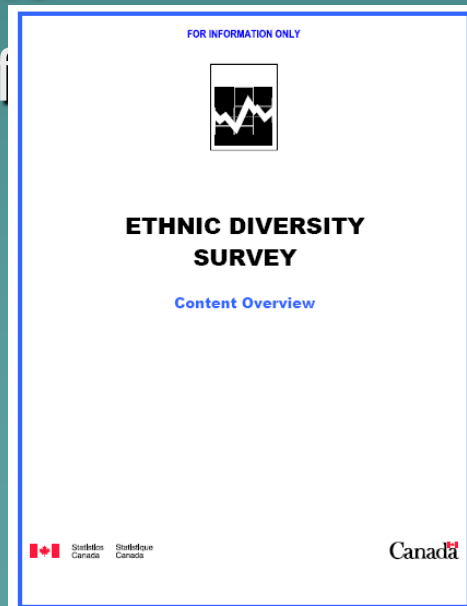 FOR INFORMATION ONLY
ETHNIC DIVERSITY
SURVEY
Content Overview
Statistics Statistique
Canada Canada
Canada